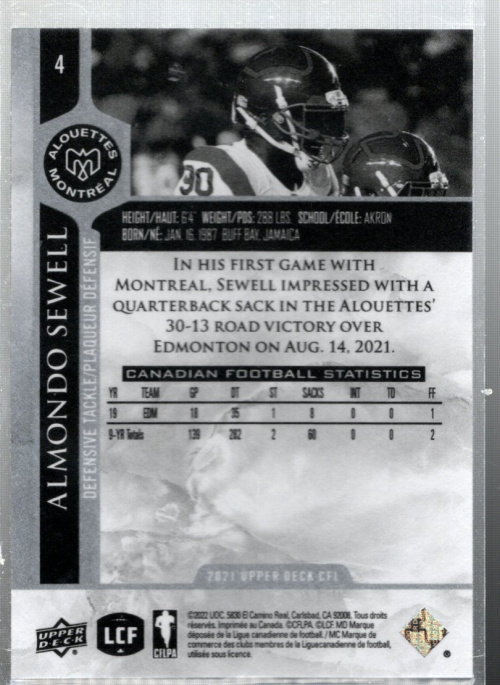 4
ALOUETTES
MONTRÉAL
90
ALMONDO SEWELL
DEFENSIVE TACKLE/PLAQUEUR DÉFENSIF
HEIGHT/HAUT: 6'4" WEIGHT/POS: 288 LBS. SCHOOL/ÉCOLE: AKRON
BORN/NÉ: JAN. 16, 1987 BUFF BAY, JAMAICA
IN HIS FIRST GAME WITH
MONTREAL, SEWELL IMPRESSED WITH A
QUARTERBACK SACK IN THE ALOUETTES'
30-13 ROAD VICTORY OVER
EDMONTON ON AUG. 14, 2021.
CANADIAN FOOTBALL STATISTICS
YR TEAM GP DT ST SACKS INT TD FF
19 EDM 18 35 1 8 0 0 1
9-YR Totals 139 282 2 60 0 0 2
2021 UPPER DECK CFL
UPPER DECK
LCF
CFLPA
©2022 UDC. 5830 El Camino Real, Carlsbad, CA 92008. Tous droits
réservés. Imprimée au Canada. ©CFLPA. ©LCF MD Marque
déposée de la Ligue canadienne de football. / MC Marque de
commerce des clubs membres de la Liguecanadienne de football,
utilisés sous licence.